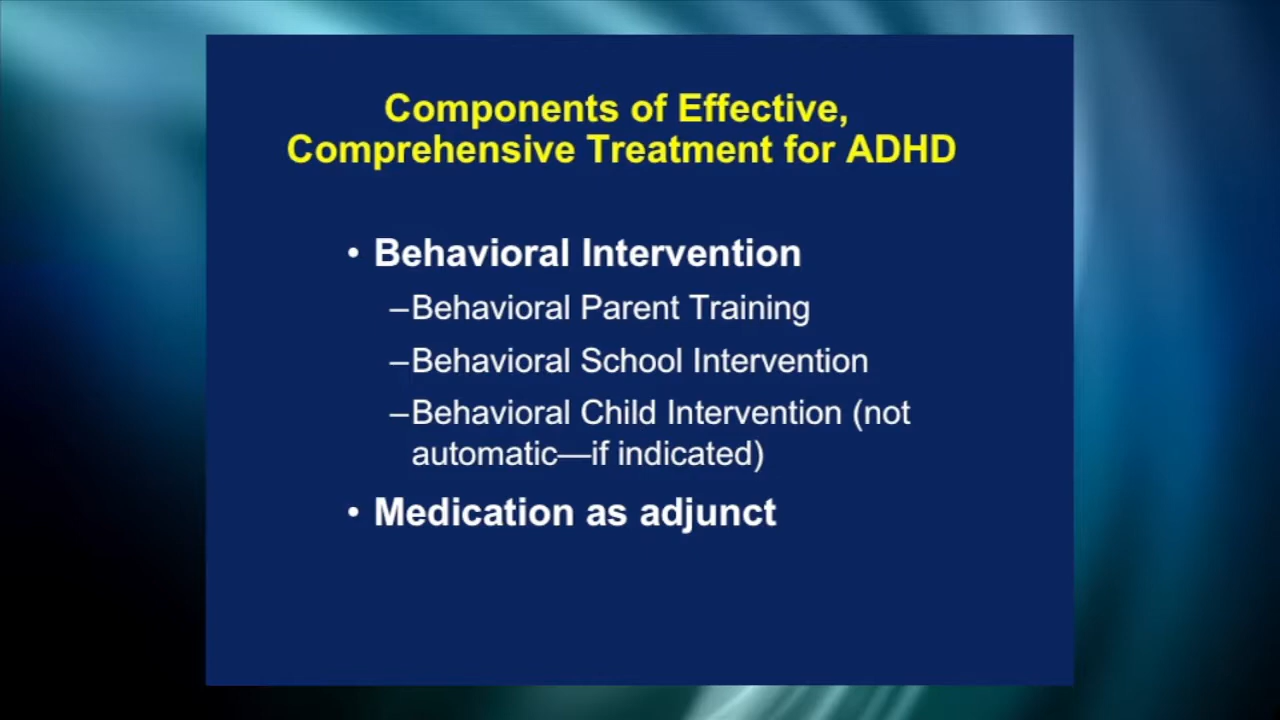 Components of Effective,
Comprehensive Treatment for ADHD
• Behavioral Intervention
–Behavioral Parent Training
–Behavioral School Intervention
–Behavioral Child Intervention (not
automatic—if indicated)
• Medication as adjunct